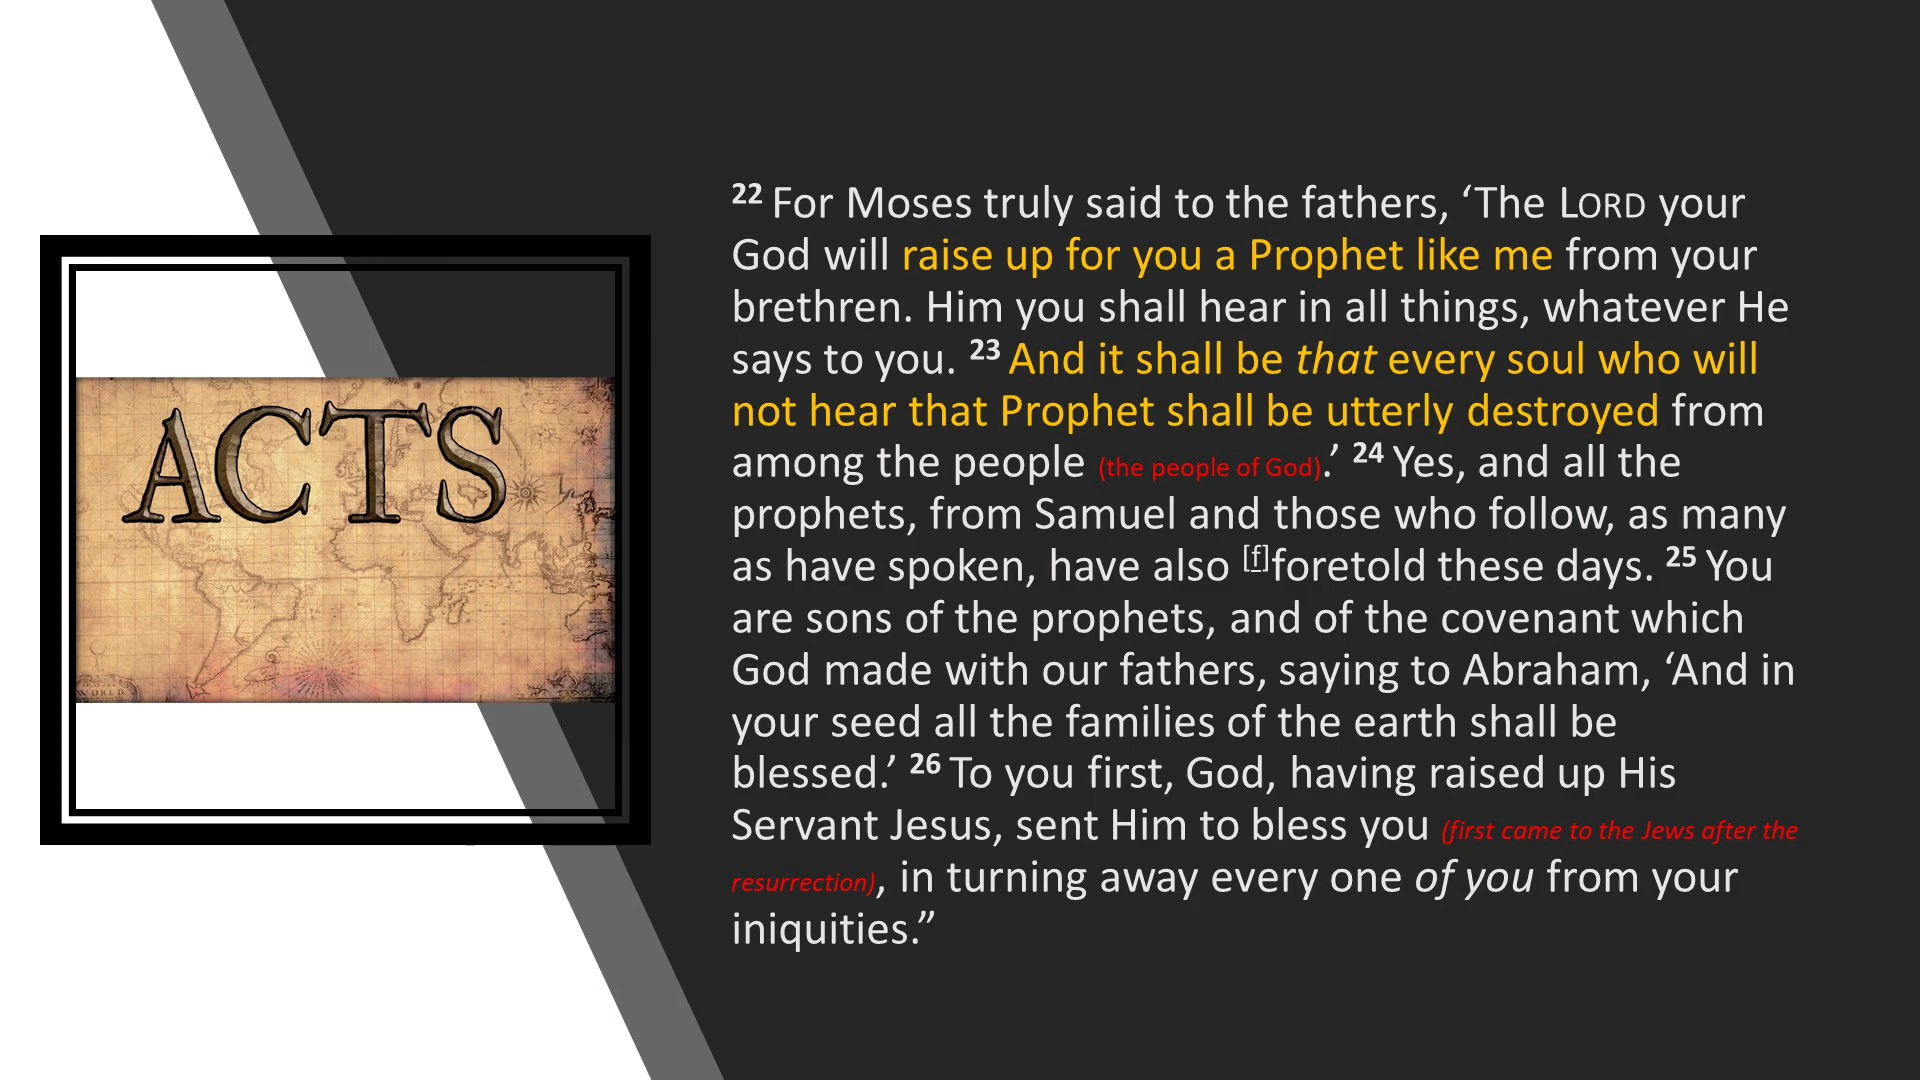 ACTS
WORLD
22 For Moses truly said to the fathers, ‘The LORD your
God will raise up for you a Prophet like me from your
brethren. Him you shall hear in all things, whatever He
says to you. 23 And it shall be that every soul who will
not hear that Prophet shall be utterly destroyed from
among the people (the people of God).’ 24 Yes, and all the
prophets, from Samuel and those who follow, as many
as have spoken, have also [f]foretold these days. 25 You
are sons of the prophets, and of the covenant which
God made with our fathers, saying to Abraham, ‘And in
your seed all the families of the earth shall be
blessed.’ 26 To you first, God, having raised up His
Servant Jesus, sent Him to bless you (first came to the Jews after the
resurrection), in turning away every one of you from your
iniquities.”